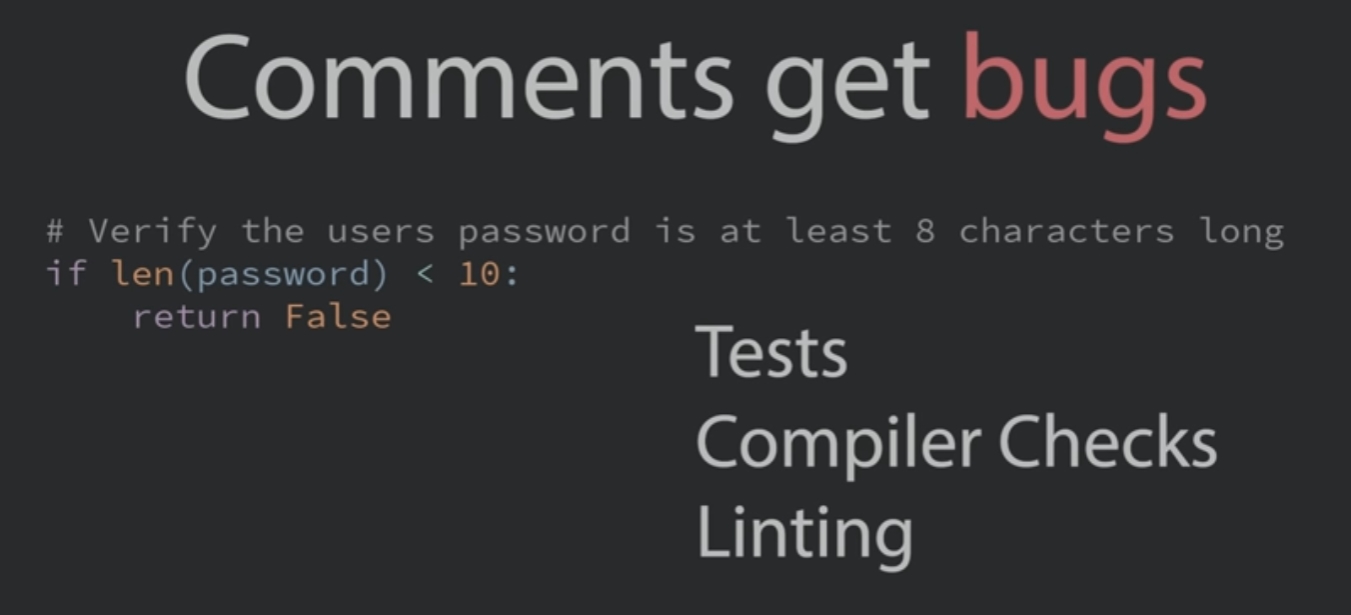 Comments get bugs
# Verify the users password is at least 8 characters long
if len(password) < 10:
    return False
Tests
Compiler Checks
Linting